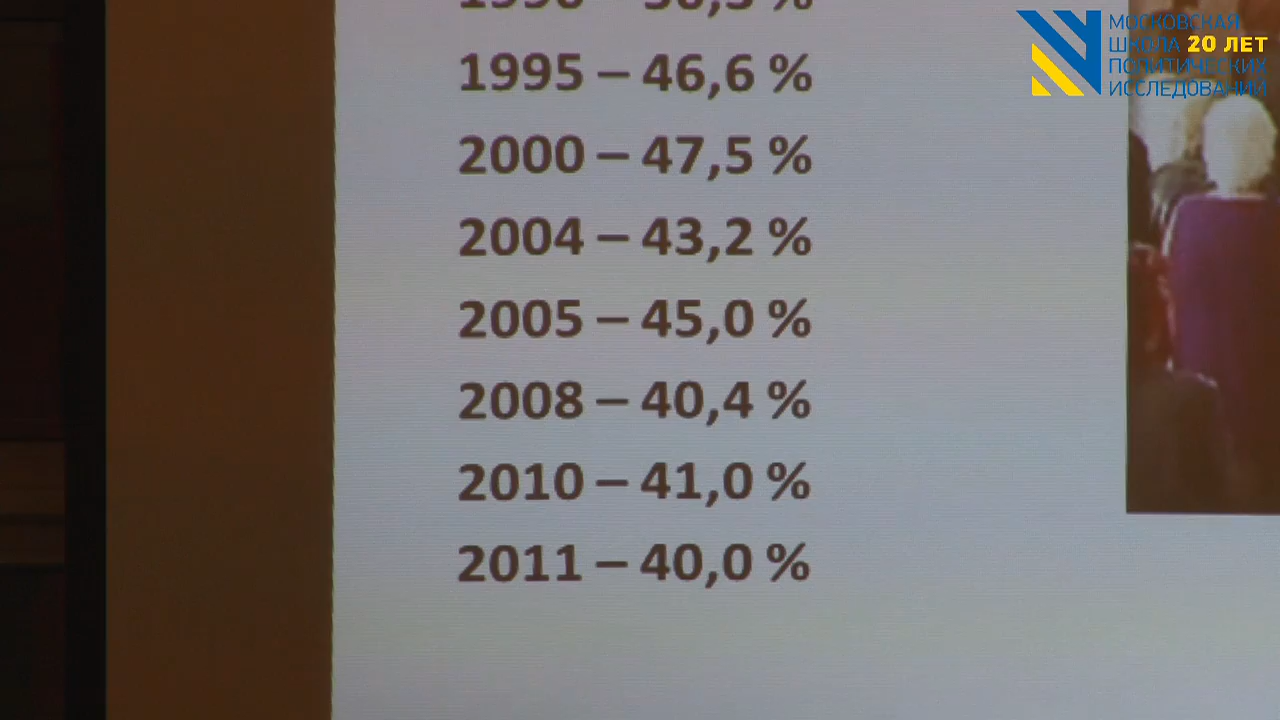 1995 – 46,6 %
2000 – 47,5 %
2004 – 43,2 %
2005 – 45,0 %
2008 – 40,4 %
2010 – 41,0 %
2011 – 40,0 %
МОСКОВСКАЯ
ШКОЛА 20 ЛЕТ
ПОЛИТИЧЕСКИХ
ИССЛЕДОВАНИЙ